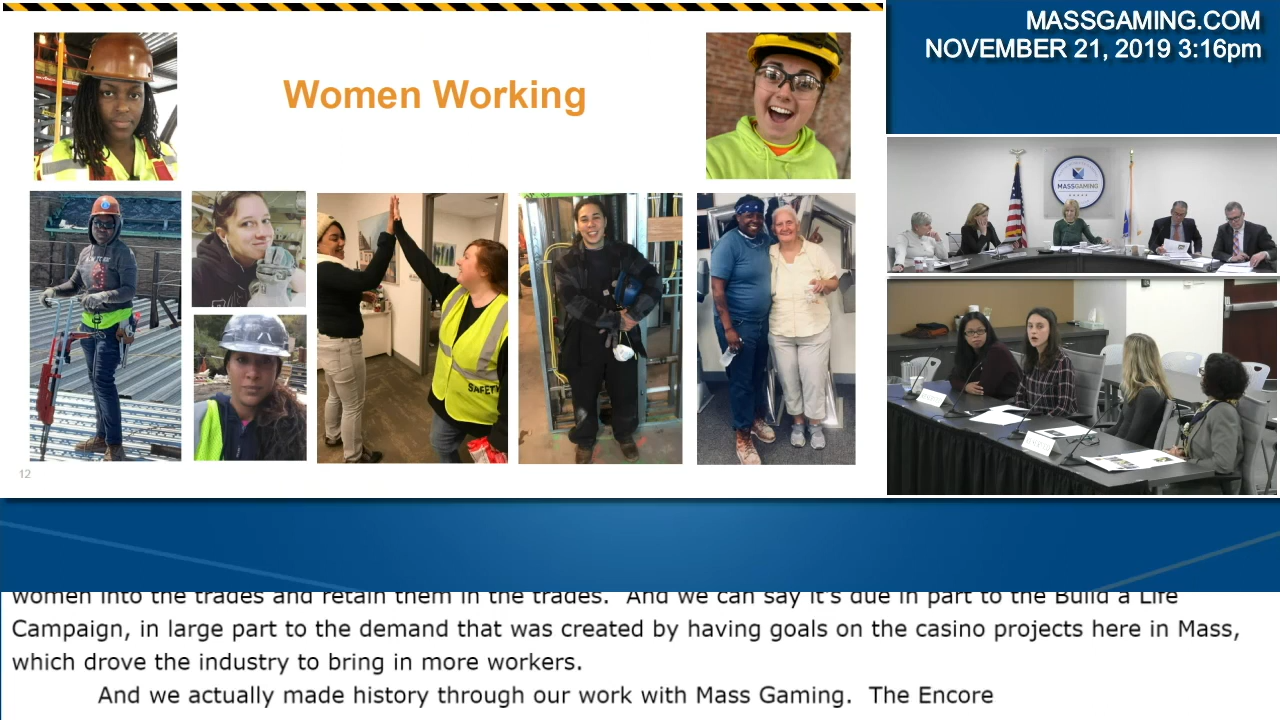 MASSGAMING.COM
NOVEMBER 21, 2019 3:16pm
Women Working
SAFETY
MASSGAMING
12
women into the trades and retain them in the trades.  And we can say it's due in part to the Build a Life
Campaign, in large part to the demand that was created by having goals on the casino projects here in Mass,
which drove the industry to bring in more workers.
And we actually made history through our work with Mass Gaming.  The Encore